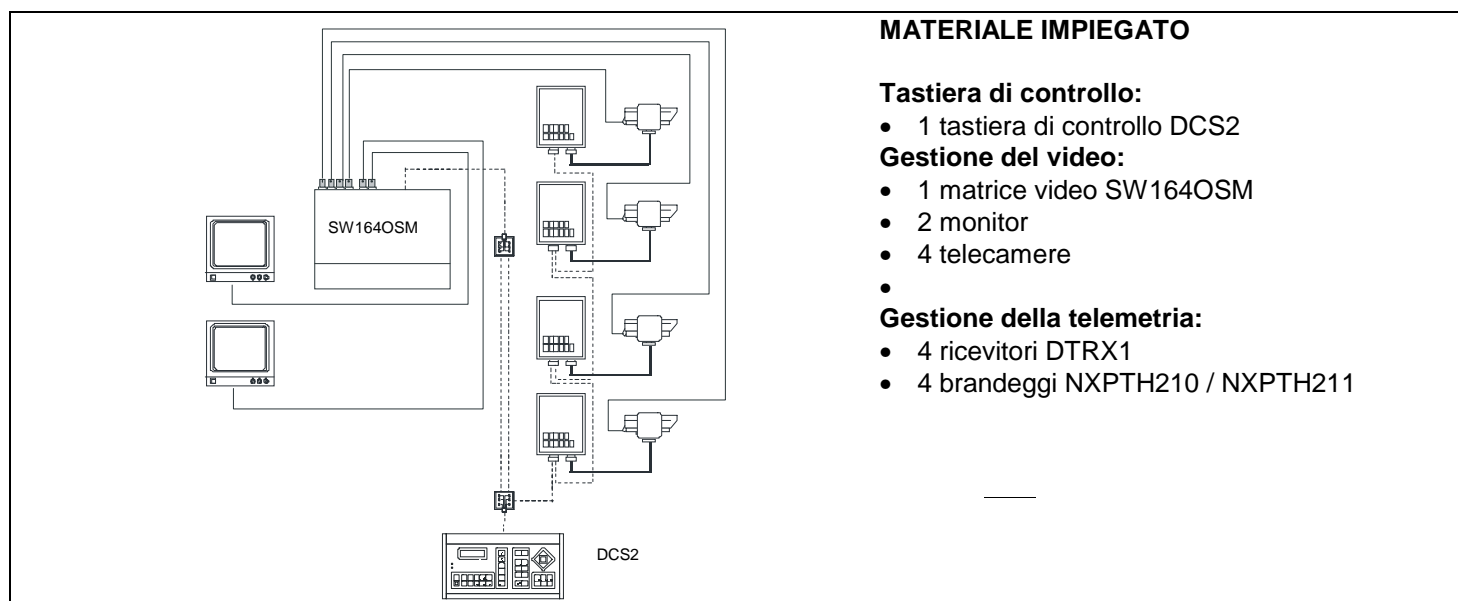 MATERIALE IMPIEGATO
Tastiera di controllo:
• 1 tastiera di controllo DCS2
Gestione del video:
• 1 matrice video SW164OSM
• 2 monitor
• 4 telecamere
•
Gestione della telemetria:
• 4 ricevitori DTRX1
• 4 brandeggi NXPTH210 / NXPTH211
SW164OSM
DCS2